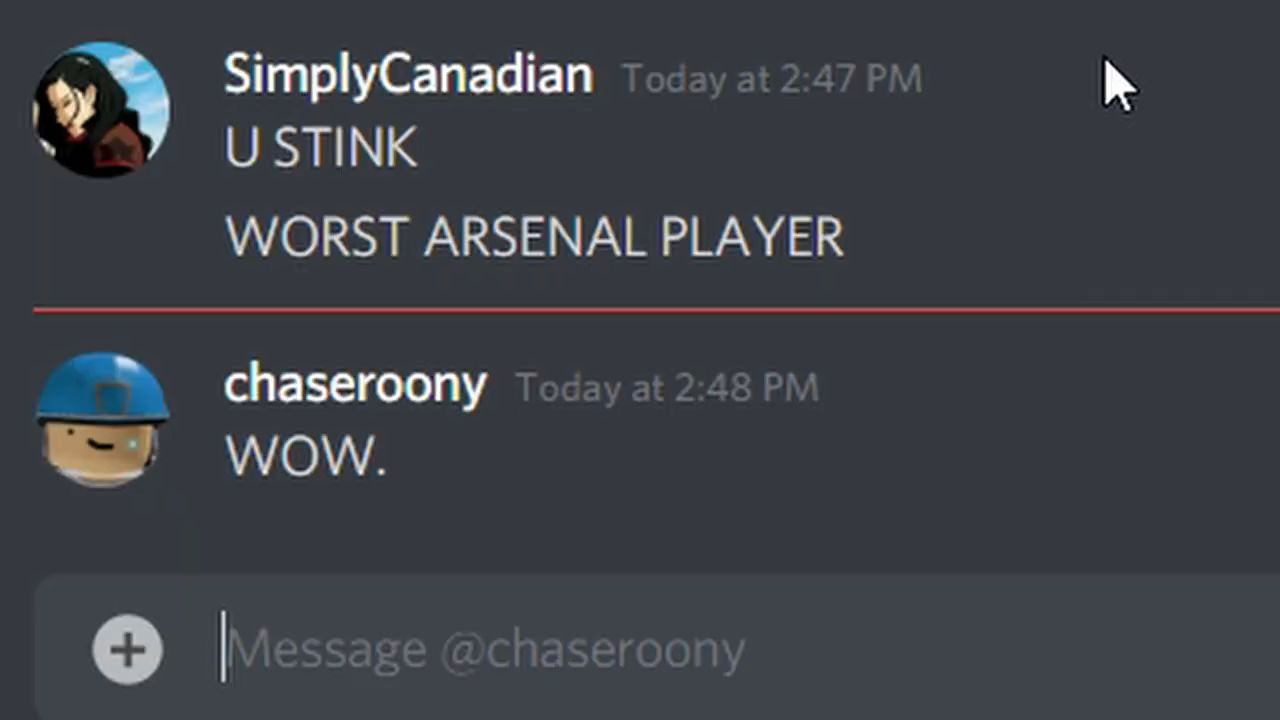 SimplyCanadian Today at 2:47 PM
U STINK
WORST ARSENAL PLAYER
chaseroony Today at 2:48 PM
WOW.
Message @chaseroony